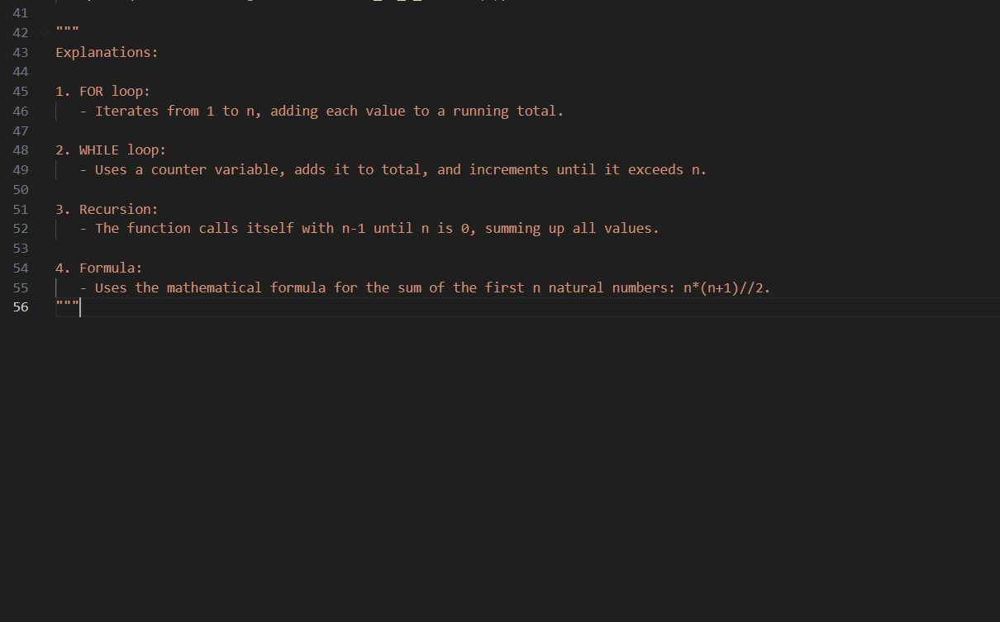 41
42 """
43 Explanations:
44
45 1. FOR loop:
46 - Iterates from 1 to n, adding each value to a running total.
47
48 2. WHILE loop:
49 - Uses a counter variable, adds it to total, and increments until it exceeds n.
50
51 3. Recursion:
52 - The function calls itself with n-1 until n is 0, summing up all values.
53
54 4. Formula:
55 - Uses the mathematical formula for the sum of the first n natural numbers: n*(n+1)//2.
56 """